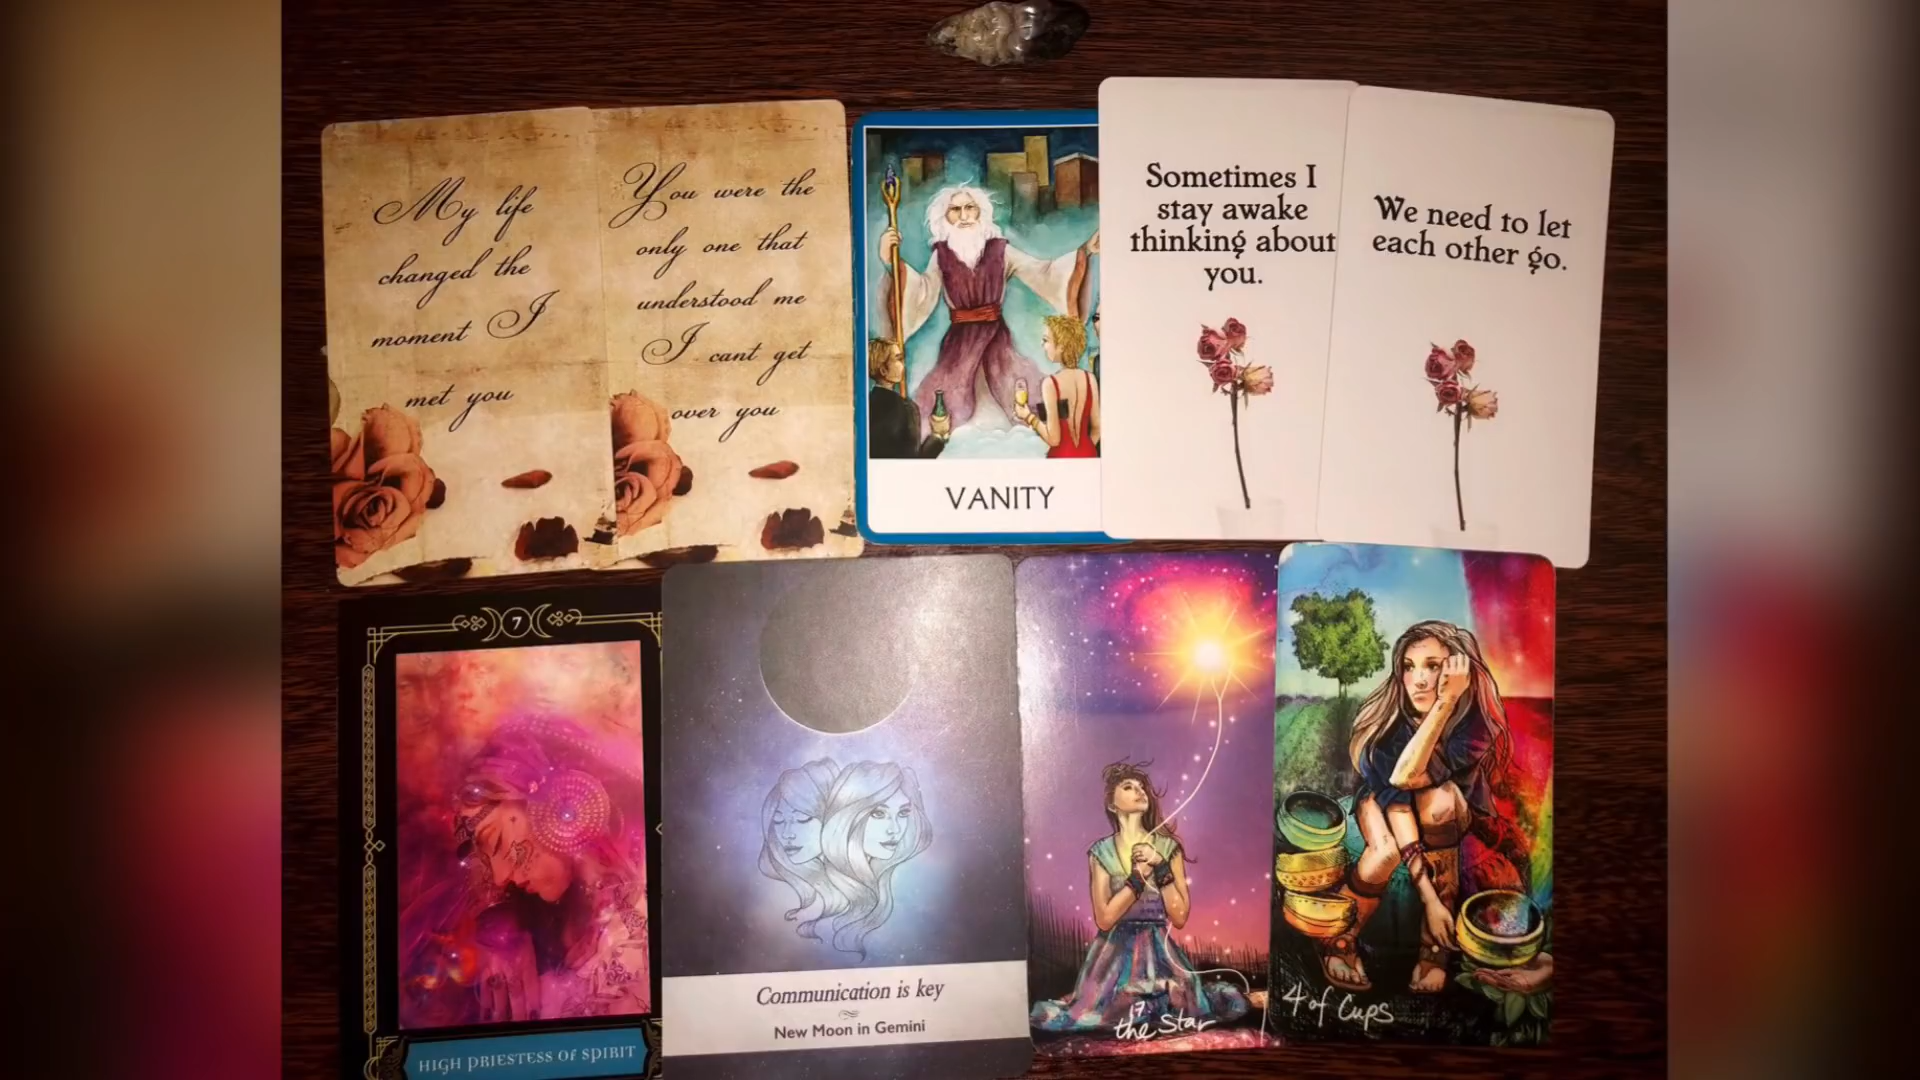 My life
changed the
moment I
met you
You were the
only one that
understood me
I cant get
over you
VANITY
Sometimes I
stay awake
thinking about
you.
We need to let
each other go.
7
HIGH PRIESTESS OF SPIRIT
Communication is key
New Moon in Gemini
17
the Star
4 of Cups